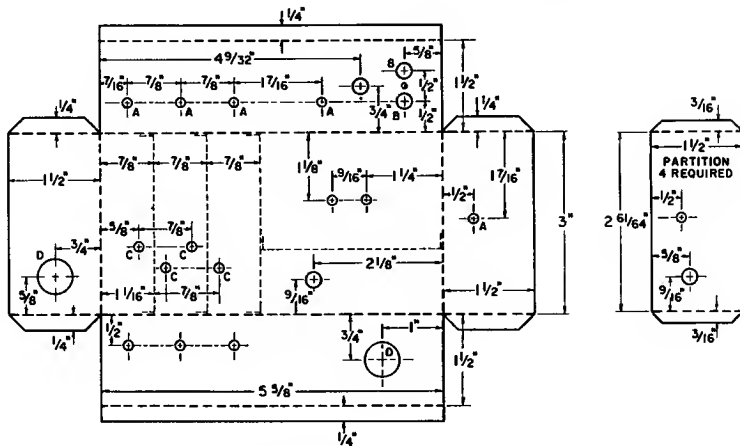 1/4"
4 9/32"
5/8"
7/16" 7/8" 7/8" 1 7/16"
B
1/2"
1 1/2"
A A A A
3/4"
B
1/2"
1/4"
1/4"
3/16"
1 1/2"
7/8" 7/8" 7/8"
1 1/8"
9/16" 1 1/4"
1 7/16"
1 1/2"
PARTITION
4 REQUIRED
1/2"
A
3"
2 61/64"
1/2"
5/8" 7/8"
3/4"
C C
D
C C
5/8"
2 1/8"
9/16"
1 1/16" 7/8"
1 1/2"
5/8"
9/16"
1/4"
1/2"
3/4"
1"
D
3/16"
1 1/2"
5 5/8"
1/4"